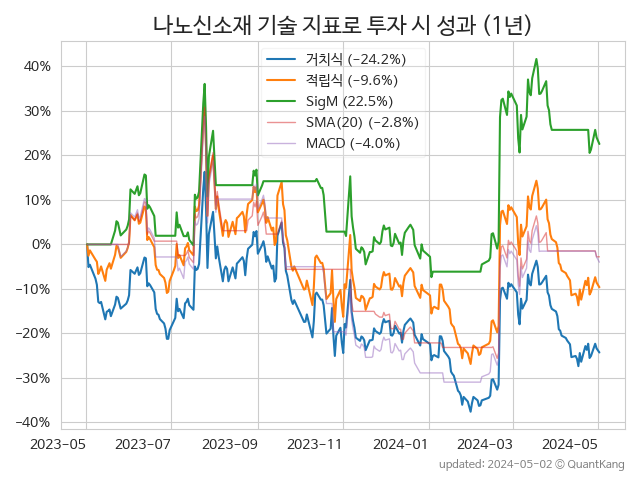 나노신소재 기술 지표로 투자 시 성과 (1년)
거치식 (−24.2%)
적립식 (−9.6%)
SigM (22.5%)
SMA(20) (−2.8%)
MACD (−4.0%)
40%
30%
20%
10%
0%
−10%
−20%
−30%
−40%
2023-05 2023-07 2023-09 2023-11 2024-01 2024-03 2024-05
updated: 2024-05-02 © QuantKang